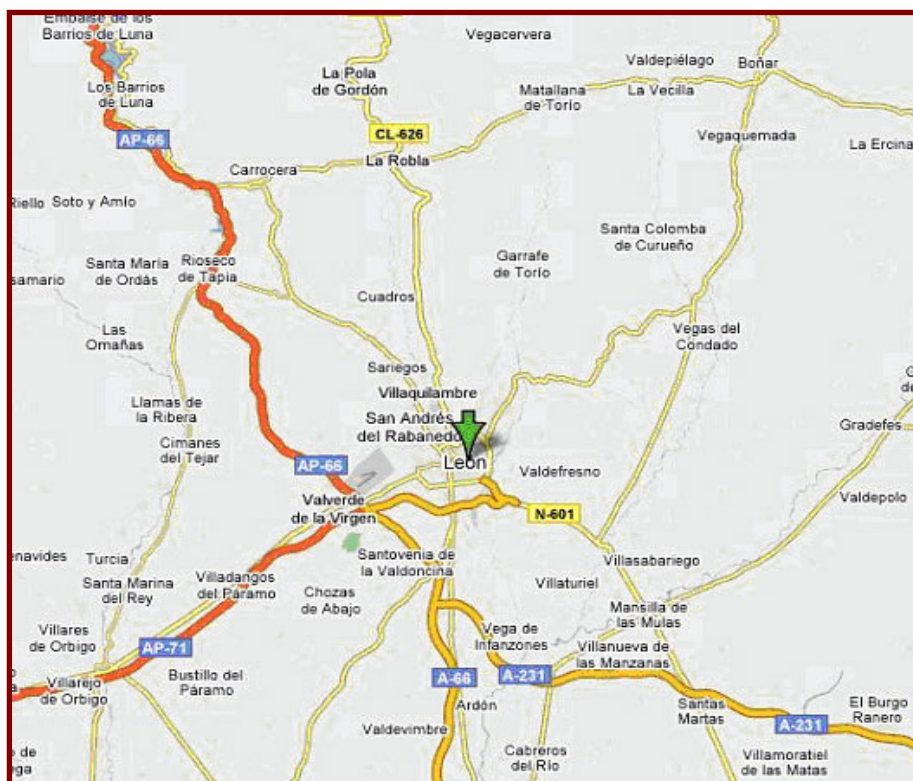 Embalse de los
Barrios de Luna
Vegacervera
Valdepiélago
Boñar
La Pola
de Gordón
Los Barrios
de Luna
Matallana
de Torío
La Vecilla
AP-66
CL-626
Vegaquemada
La Ercina
La Robla
Carrocera
Riello
Soto y Amío
Santa Colomba
de Curueño
Garrafe
de Torío
Santa María
de Ordás
Rioseco
de Tapia
Cuadros
Las
Omañas
Vegas del
Condado
Sariegos
Villaquilambre
Llamas de
la Ribera
San Andrés
del Rabanedo
Gradefes
Cimanes
del Tejar
AP-66
León
Valdefresno
Valdepolo
Valverde
de la Virgen
N-601
Turcia
Santovenia de
la Valdoncina
Villasabariego
Santa Marina
del Rey
Villadangos
del Páramo
Chozas
de Abajo
Villaturiel
Mansilla de
las Mulas
Villares
de Orbigo
Vega de
Infanzones
Villanueva de
las Manzanas
AP-71
Villarejo
de Orbigo
Bustillo del
Páramo
A-66
A-231
Ardón
Santas
Martas
El Burgo
Ranero
Valdevimbre
A-231
Cabreros
del Río
Villamoratiel
de las Matas